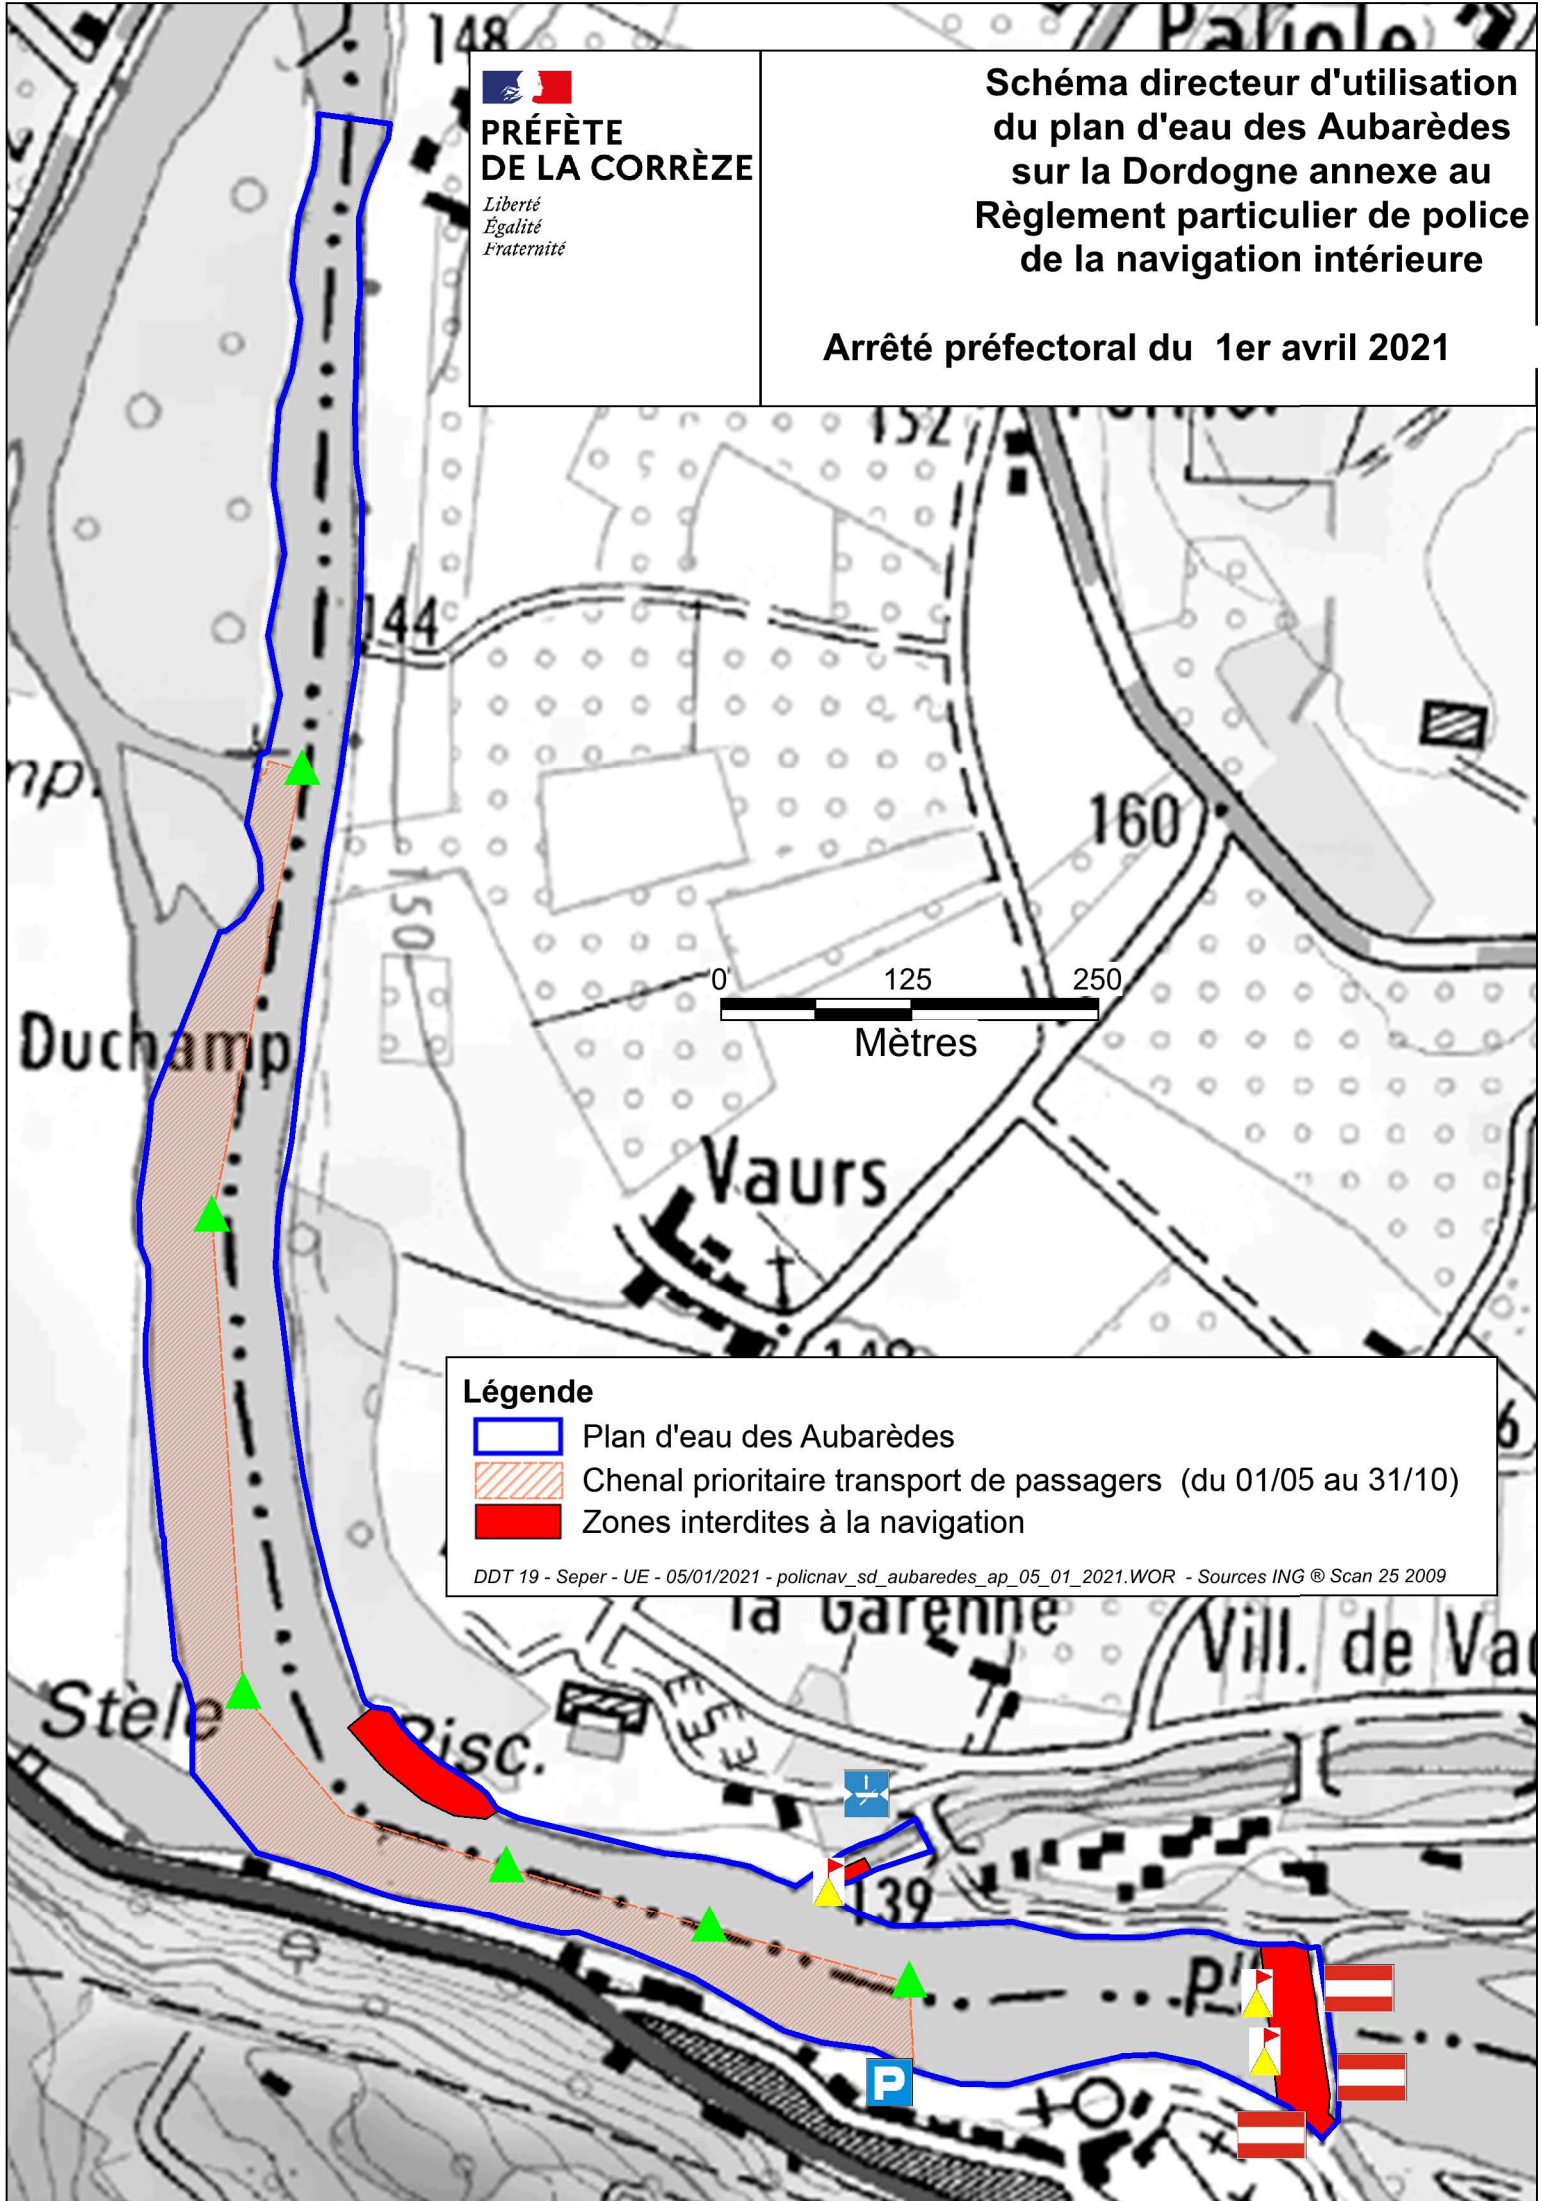 148
PRÉFÈTE
DE LA CORRÈZE
Liberté
Égalité
Fraternité
Schéma directeur d'utilisation
du plan d'eau des Aubarèdes
sur la Dordogne annexe au
Règlement particulier de police
de la navigation intérieure
Arrêté préfectoral du 1er avril 2021
152
144
160
150
0 125 250
Mètres
Duchamp
Vaurs
Légende
Plan d'eau des Aubarèdes
Chenal prioritaire transport de passagers (du 01/05 au 31/10)
Zones interdites à la navigation
DDT 19 - Seper - UE - 05/01/2021 - policnav_sd_aubaredes_ap_05_01_2021.WOR - Sources ING ® Scan 25 2009
la Garenne
Vill. de Vac
Stèle
Pisc.
139
P